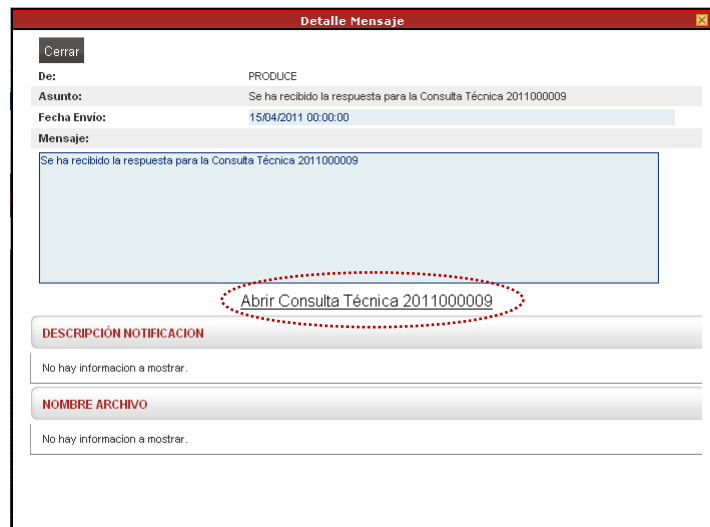 Detalle Mensaje
Cerrar
De: PRODUCE
Asunto: Se ha recibido la respuesta para la Consulta Técnica 2011000009
Fecha Envío: 15/04/2011 00:00:00
Mensaje:
Se ha recibido la respuesta para la Consulta Técnica 2011000009
Abrir Consulta Técnica 2011000009
DESCRIPCIÓN NOTIFICACION
No hay informacion a mostrar.
NOMBRE ARCHIVO
No hay informacion a mostrar.